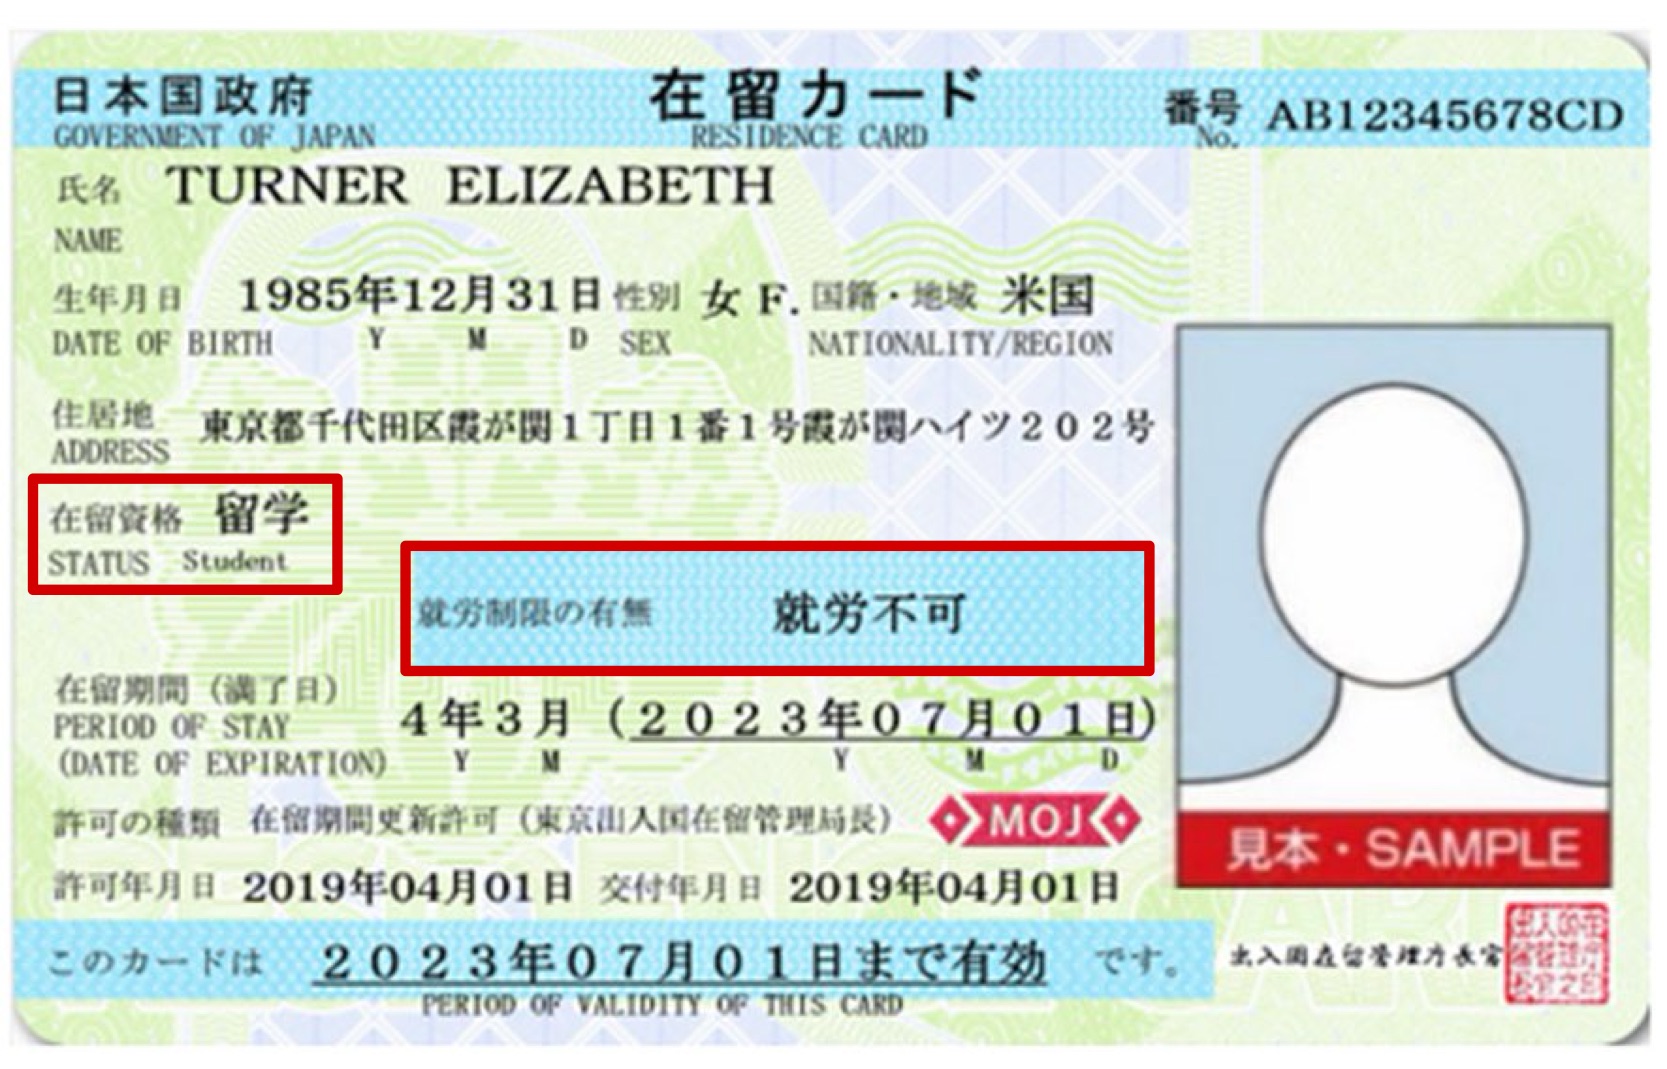 日本国政府 在留カード 番号 AB12345678CD
GOVERNMENT OF JAPAN RESIDENCE CARD No.
氏名 TURNER ELIZABETH
NAME
生年月日 1985年12月31日 性別 女 F. 国籍・地域 米国
DATE OF BIRTH Y M D SEX NATIONALITY/REGION
住居地 東京都千代田区霞が関1丁目1番1号霞が関ハイツ202号
ADDRESS
在留資格 留学
STATUS Student
就労制限の有無 就労不可
在留期間(満了日)
PERIOD OF STAY 4年3月(2023年07月01日)
(DATE OF EXPIRATION) Y M Y M D
許可の種類 在留期間更新許可(東京出入国在留管理局長) MOJ
見本・SAMPLE
許可年月日 2019年04月01日 交付年月日 2019年04月01日
このカードは 2023年07月01日まで有効 です。
PERIOD OF VALIDITY OF THIS CARD
出入国在留管理庁長官